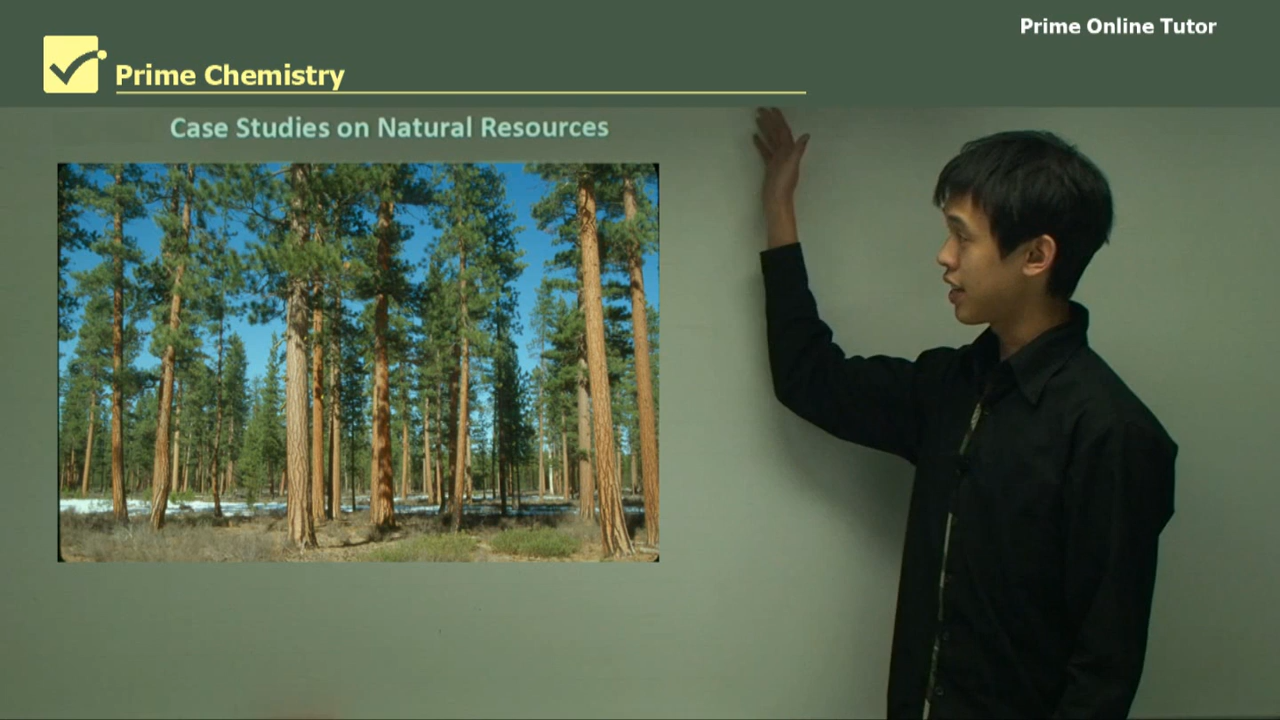 Prime Online Tutor
Prime Chemistry
Case Studies on Natural Resources